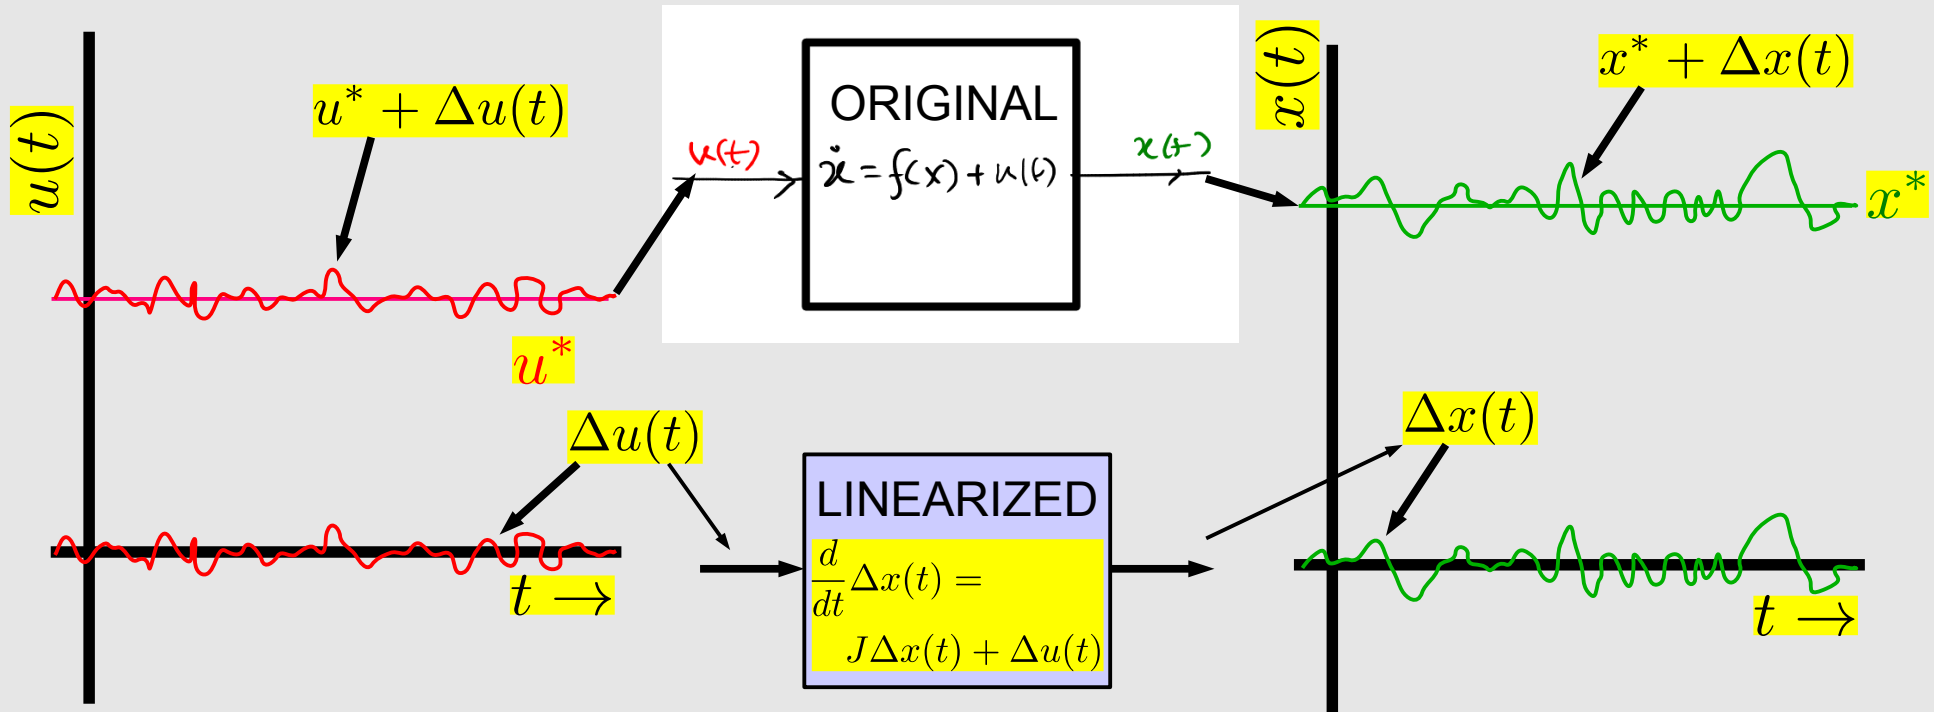 u(t)
u* + Δu(t)
u*
u(t)
ORIGINAL
ẋ = f(x) + u(t)
x(t)
x(t)
x* + Δx(t)
x*
Δu(t)
t →
LINEARIZED
d/dt Δx(t) =
JΔx(t) + Δu(t)
Δx(t)
t →